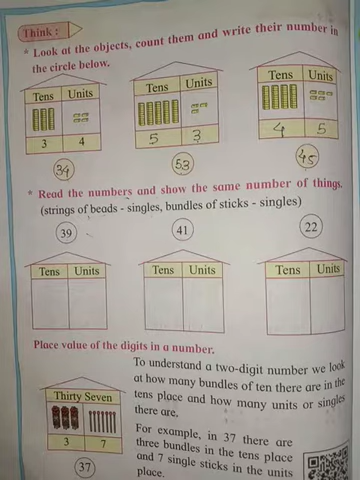 Think :
* Look at the objects, count them and write their number in
the circle below.
Tens Units
3 4
34
Tens Units
5 3
53
Tens Units
4 5
45
* Read the numbers and show the same number of things.
(strings of beads - singles, bundles of sticks - singles)
39 41 22
Tens Units Tens Units Tens Units
Place value of the digits in a number.
Thirty Seven
3 7
37
To understand a two-digit number we look
at how many bundles of ten there are in the
tens place and how many units or singles
there are.
For example, in 37 there are
three bundles in the tens place
and 7 single sticks in the units
place.